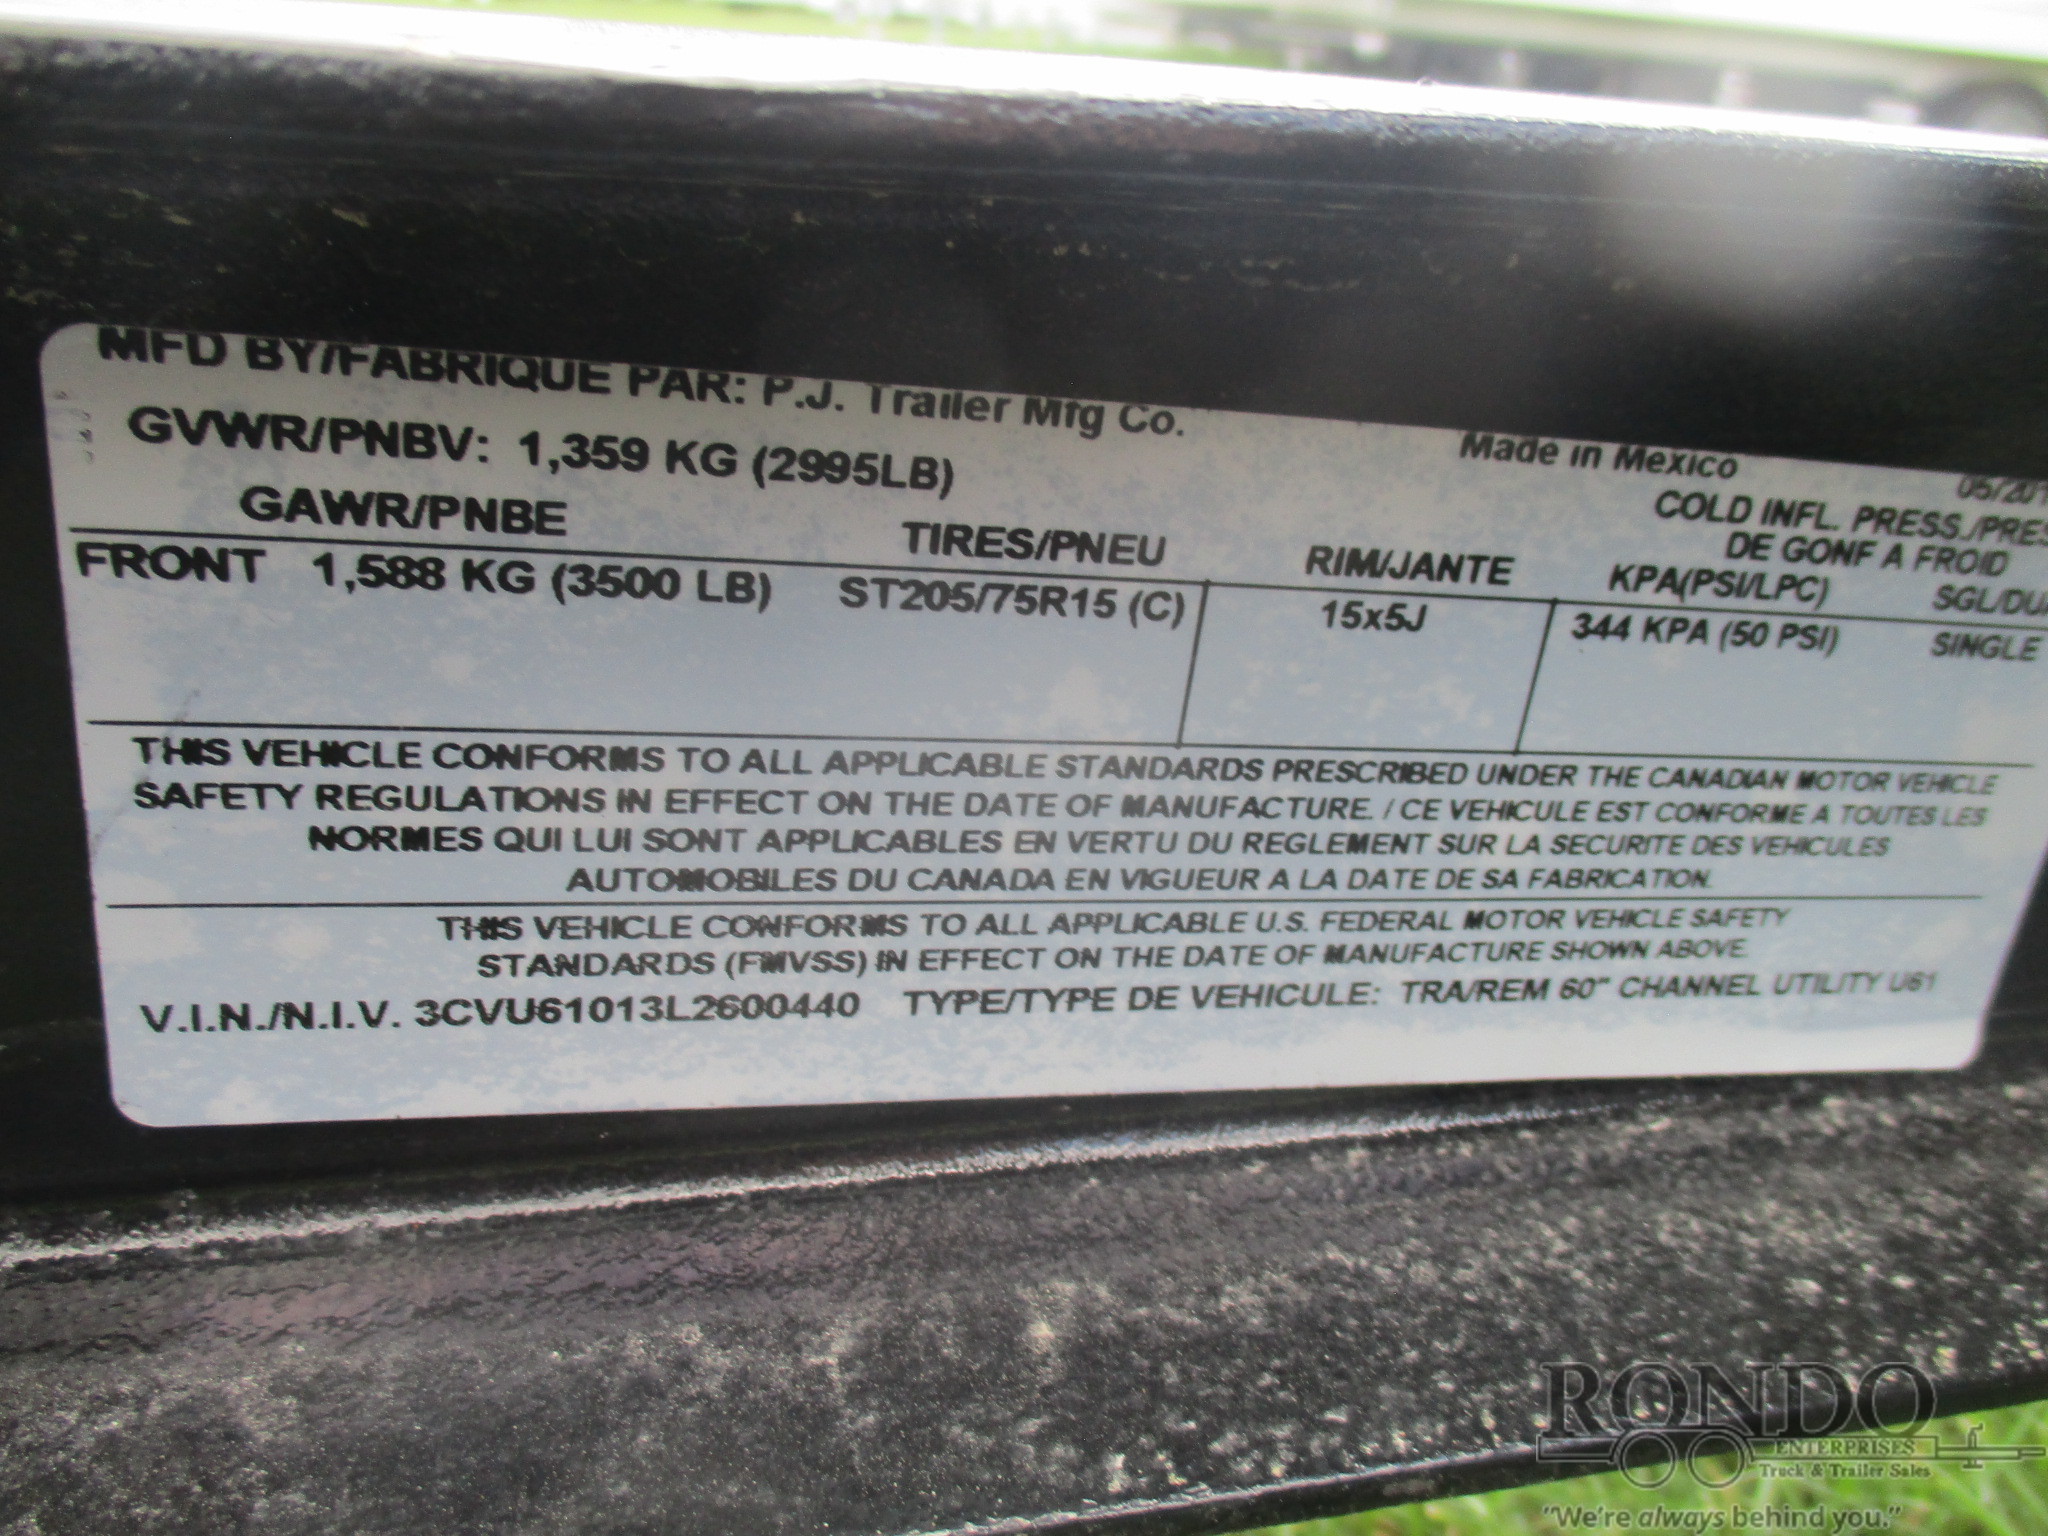 MFD BY/FABRIQUE PAR: P.J. Trailer Mfg Co.
Made in Mexico
GVWR/PNBV: 1,359 KG (2995LB)
COLD INFL. PRESS./PRES
DE GONF A FROID
GAWR/PNBE TIRES/PNEU RIM/JANTE KPA(PSI/LPC) SGL/DUA
FRONT 1,588 KG (3500 LB) ST205/75R15 (C) 15x5J 344 KPA (50 PSI) SINGLE
THIS VEHICLE CONFORMS TO ALL APPLICABLE STANDARDS PRESCRIBED UNDER THE CANADIAN MOTOR VEHICLE
SAFETY REGULATIONS IN EFFECT ON THE DATE OF MANUFACTURE. / CE VEHICULE EST CONFORME A TOUTES LES
NORMES QUI LUI SONT APPLICABLES EN VERTU DU REGLEMENT SUR LA SECURITE DES VEHICULES
AUTOMOBILES DU CANADA EN VIGUEUR A LA DATE DE SA FABRICATION.
THIS VEHICLE CONFORMS TO ALL APPLICABLE U.S. FEDERAL MOTOR VEHICLE SAFETY
STANDARDS (FMVSS) IN EFFECT ON THE DATE OF MANUFACTURE SHOWN ABOVE.
V.I.N./N.I.V. 3CVU61013L2600440 TYPE/TYPE DE VEHICULE: TRA/REM 60" CHANNEL UTILITY U61
RONDO
ENTERPRISES
Truck & Trailer Sales
"We're always behind you."